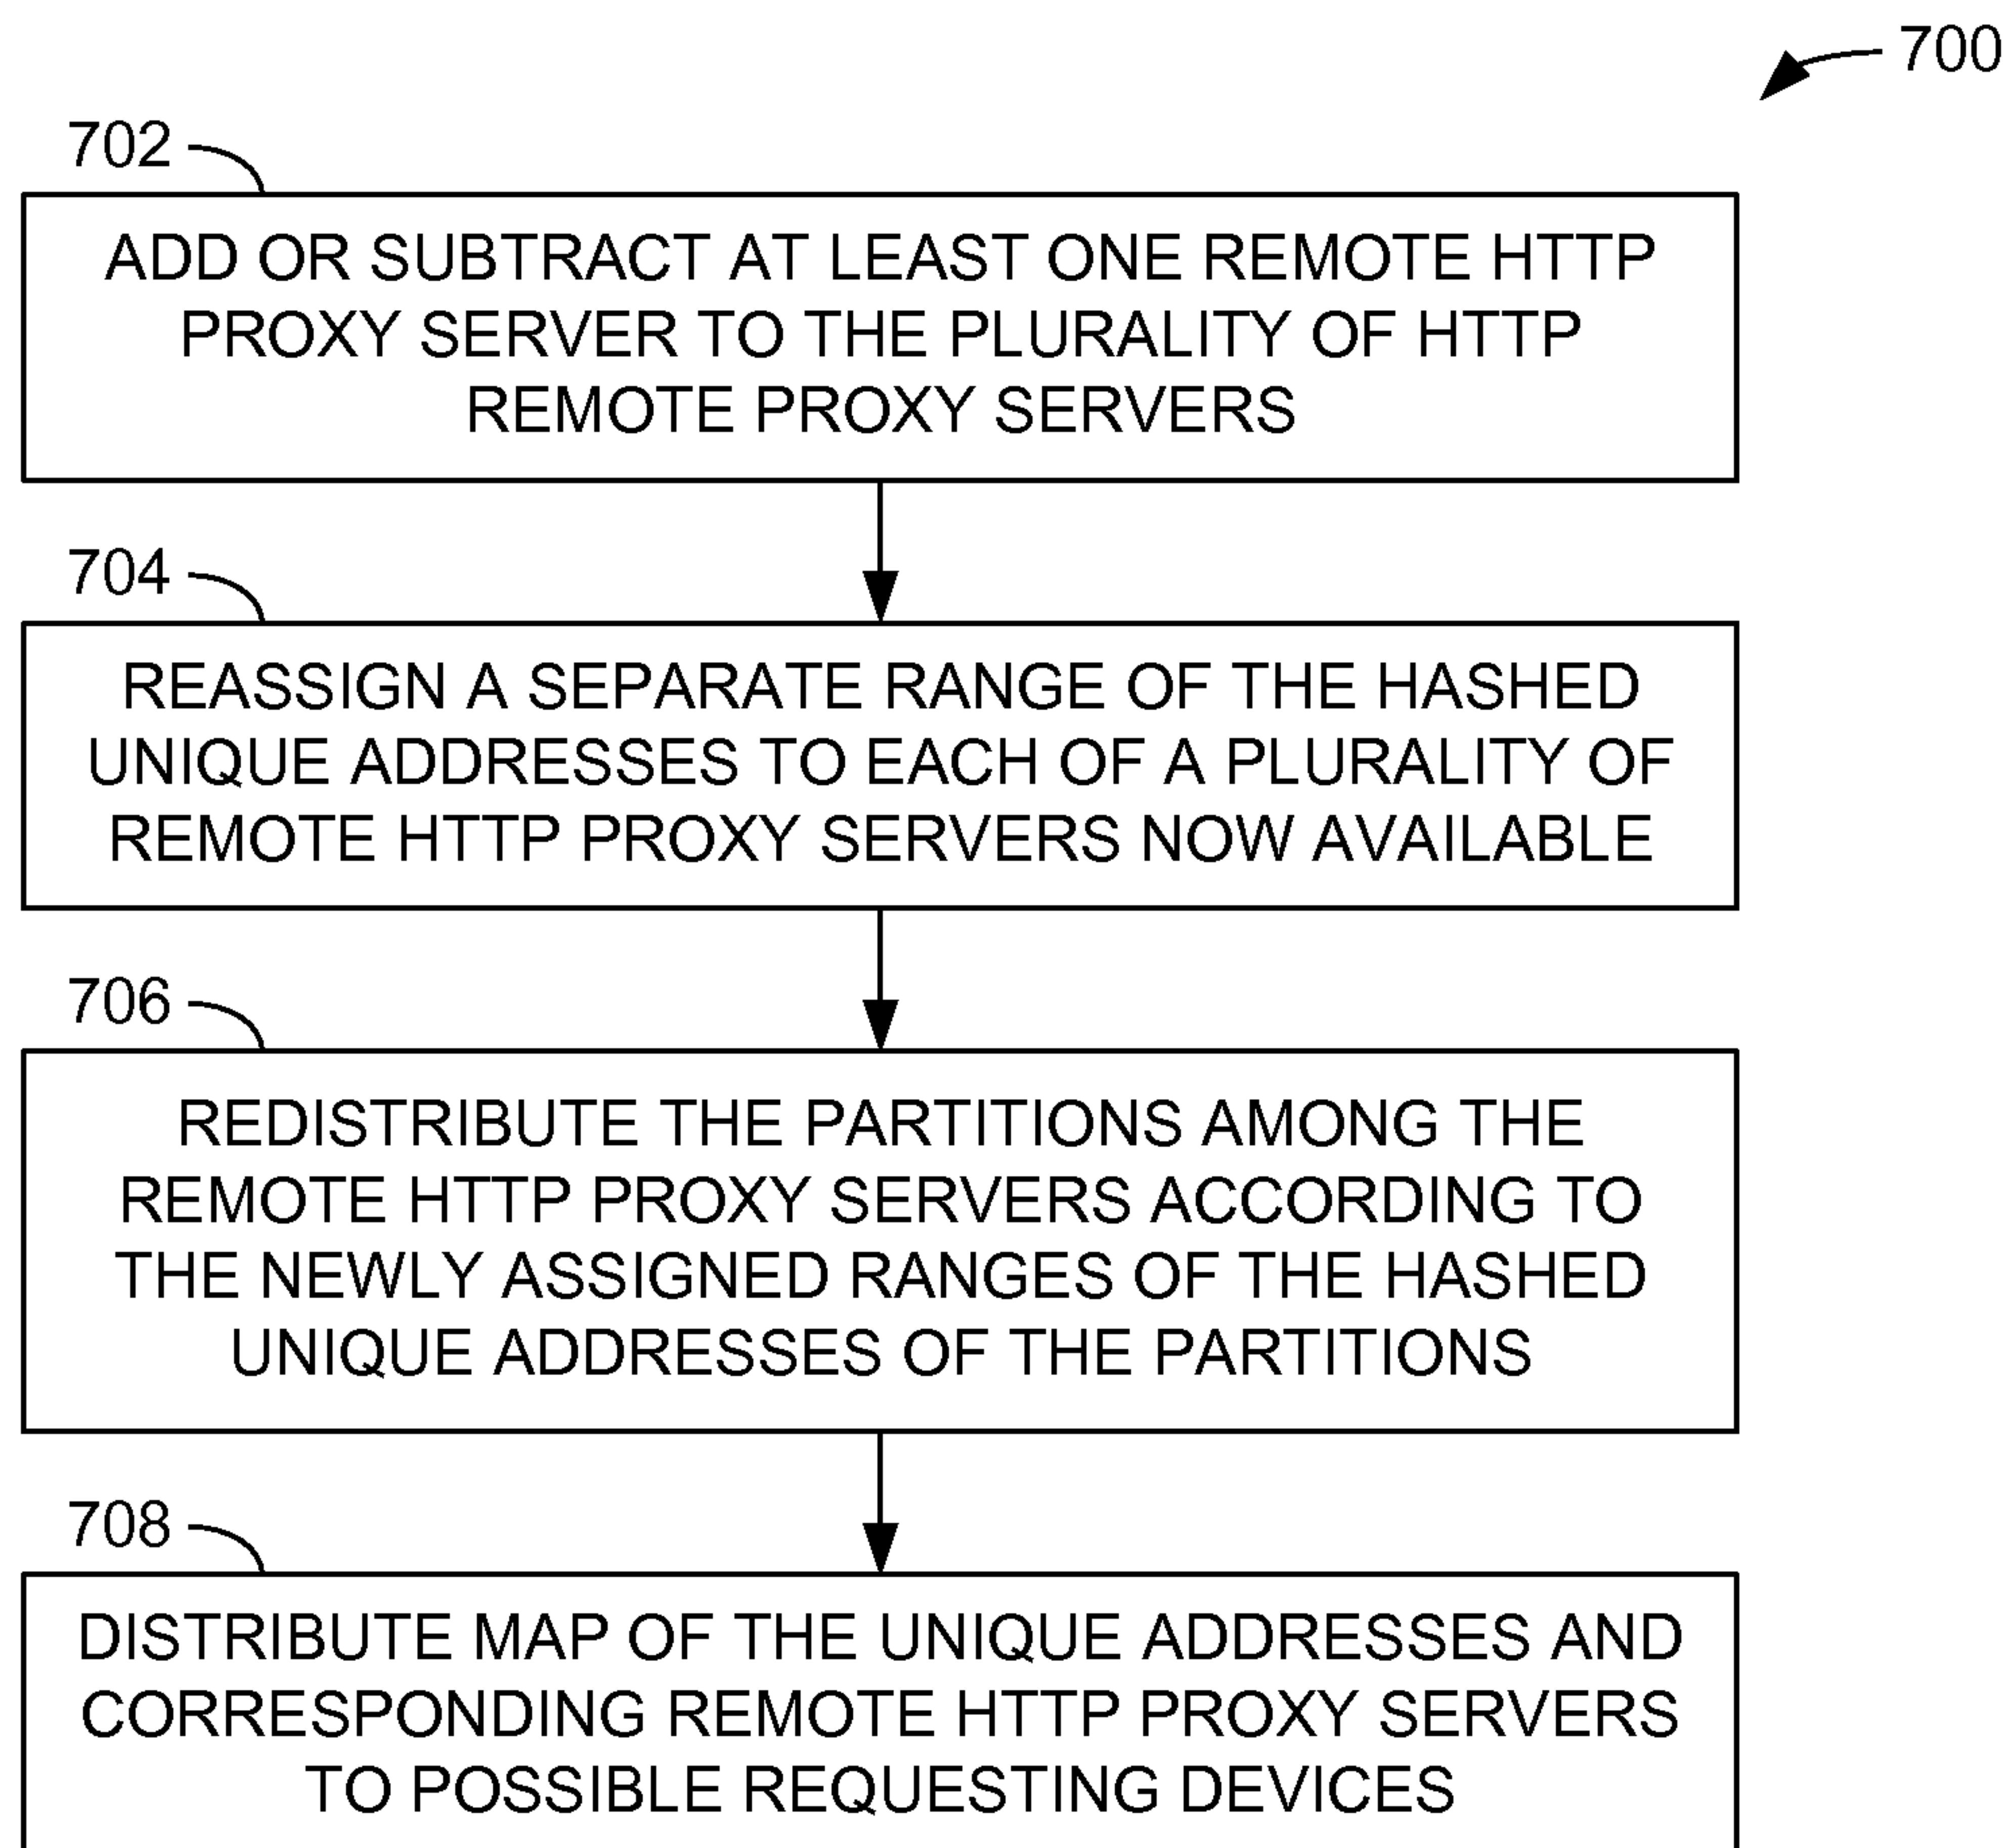 700
702
ADD OR SUBTRACT AT LEAST ONE REMOTE HTTP
PROXY SERVER TO THE PLURALITY OF HTTP
REMOTE PROXY SERVERS
704
REASSIGN A SEPARATE RANGE OF THE HASHED
UNIQUE ADDRESSES TO EACH OF A PLURALITY OF
REMOTE HTTP PROXY SERVERS NOW AVAILABLE
706
REDISTRIBUTE THE PARTITIONS AMONG THE
REMOTE HTTP PROXY SERVERS ACCORDING TO
THE NEWLY ASSIGNED RANGES OF THE HASHED
UNIQUE ADDRESSES OF THE PARTITIONS
708
DISTRIBUTE MAP OF THE UNIQUE ADDRESSES AND
CORRESPONDING REMOTE HTTP PROXY SERVERS
TO POSSIBLE REQUESTING DEVICES